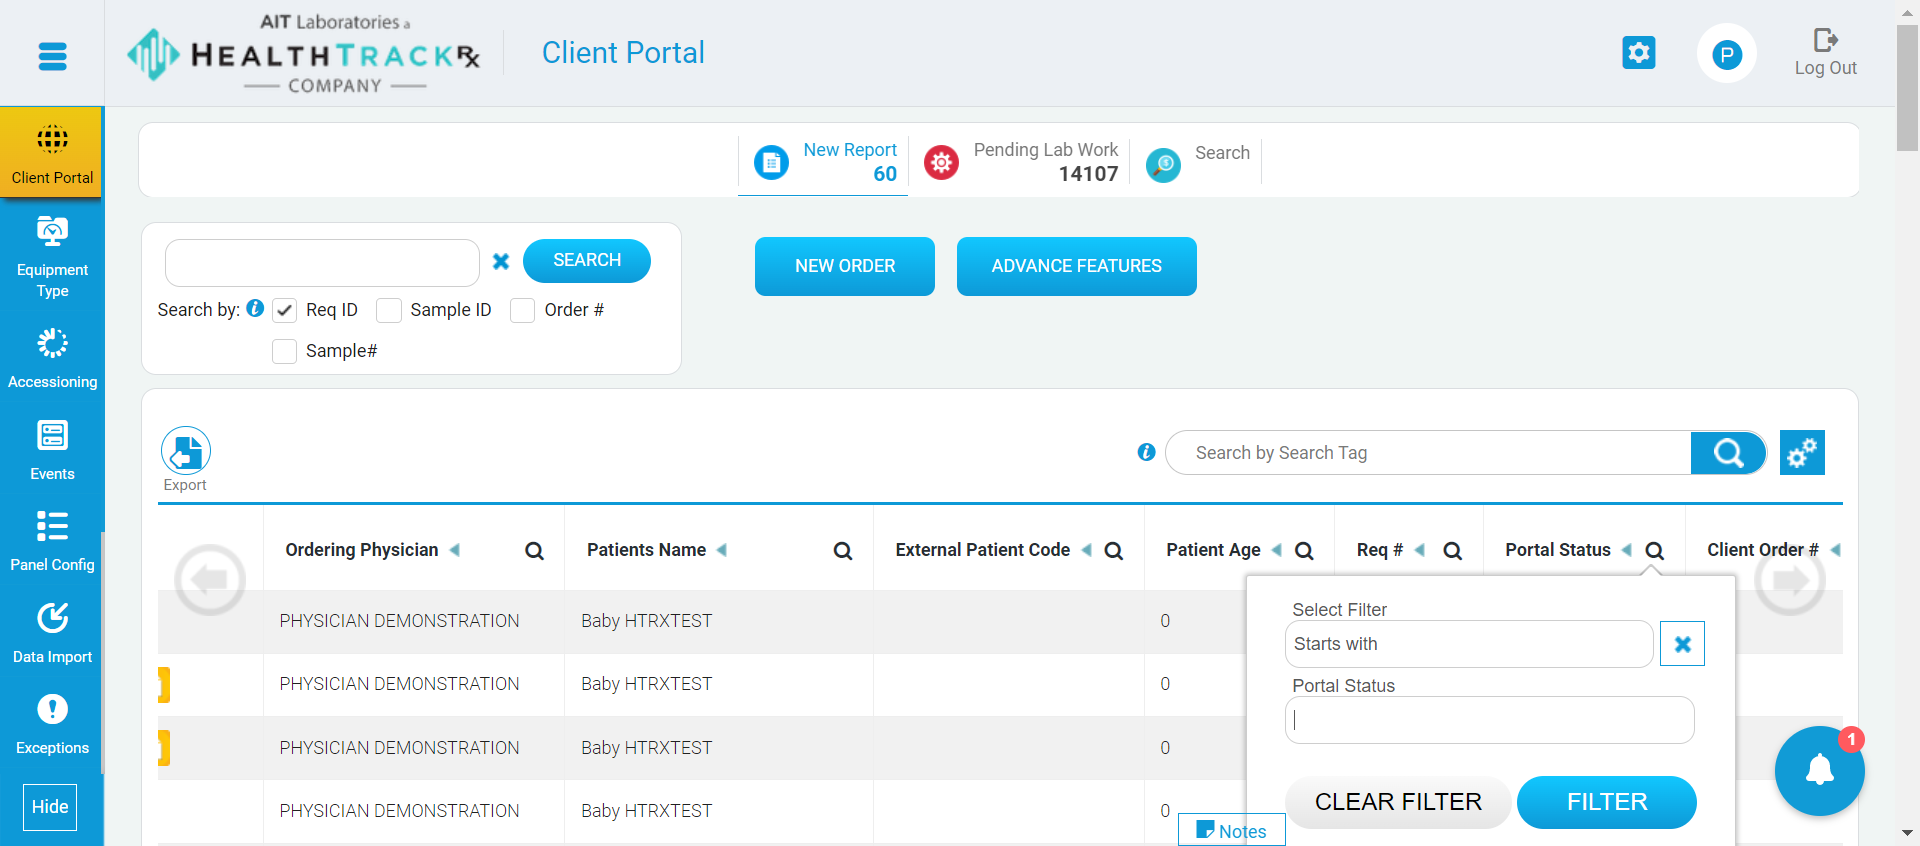 AIT Laboratories a
HEALTHTRACKRx
COMPANY
Client Portal
P
Log Out
Client Portal
Equipment
Type
Accessioning
Events
Panel Config
Data Import
Exceptions
Hide
New Report
60
Pending Lab Work
14107
Search
SEARCH
Search by: i Req ID Sample ID Order #
Sample#
NEW ORDER
ADVANCE FEATURES
Export
i Search by Search Tag
Ordering Physician Patients Name External Patient Code Patient Age Req # Portal Status Client Order #
PHYSICIAN DEMONSTRATION Baby HTRXTEST 0
PHYSICIAN DEMONSTRATION Baby HTRXTEST 0
PHYSICIAN DEMONSTRATION Baby HTRXTEST 0
PHYSICIAN DEMONSTRATION Baby HTRXTEST 0
Select Filter
Starts with
Portal Status
CLEAR FILTER FILTER
Notes
1